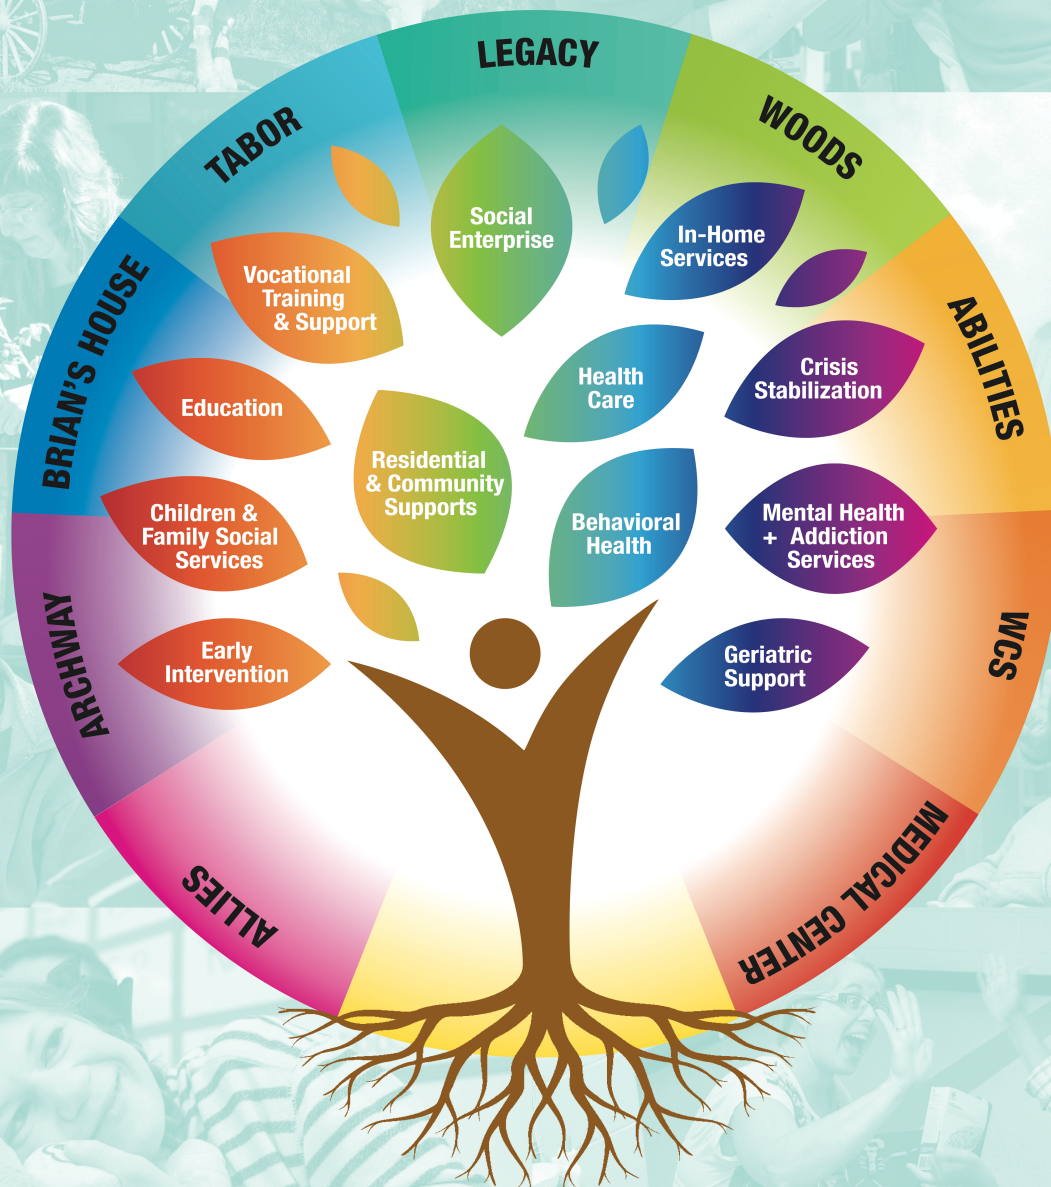 LEGACY
TABOR
WOODS
BRIAN'S HOUSE
ABILITIES
ARCHWAY
WCS
ALLIES
MEDICAL CENTER
Social
Enterprise
In-Home
Services
Vocational
Training
& Support
Health
Care
Crisis
Stabilization
Education
Residential
& Community
Supports
Children &
Family Social
Services
Behavioral
Health
Mental Health
+ Addiction
Services
Early
Intervention
Geriatric
Support